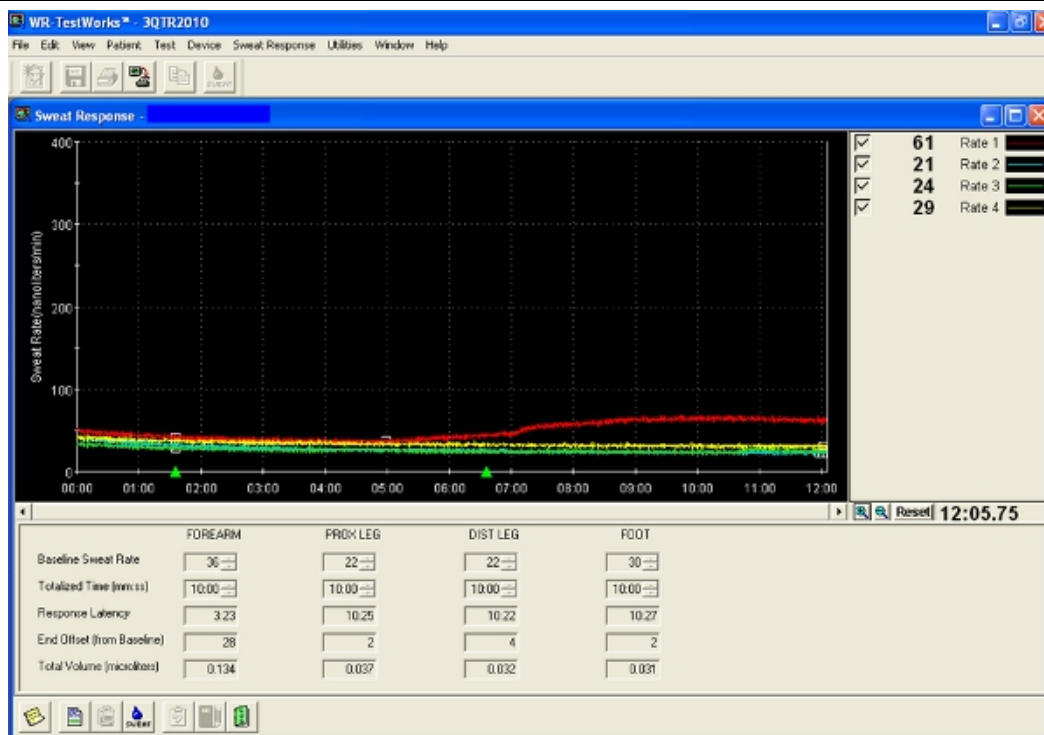 WR-TestWorks™ - 3QTR2010
File Edit View Patient Test Device Sweat Response Utilities Window Help
SWEAT
Sweat Response -
400
300
200
100
0
Sweat Rate(nanoliters/min)
00:00 01:00 02:00 03:00 04:00 05:00 06:00 07:00 08:00 09:00 10:00 11:00 12:00
61 Rate 1
21 Rate 2
24 Rate 3
29 Rate 4
Reset 12:05.75
FOREARM PROX LEG DIST LEG FOOT
Baseline Sweat Rate 36 22 22 30
Totalized Time (mm:ss) 10:00 10:00 10:00 10:00
Response Latency 3:23 10:25 10:22 10:27
End Offset (from Baseline) 28 2 4 2
Total Volume (microliters) 0.134 0.037 0.032 0.031
SWEAT